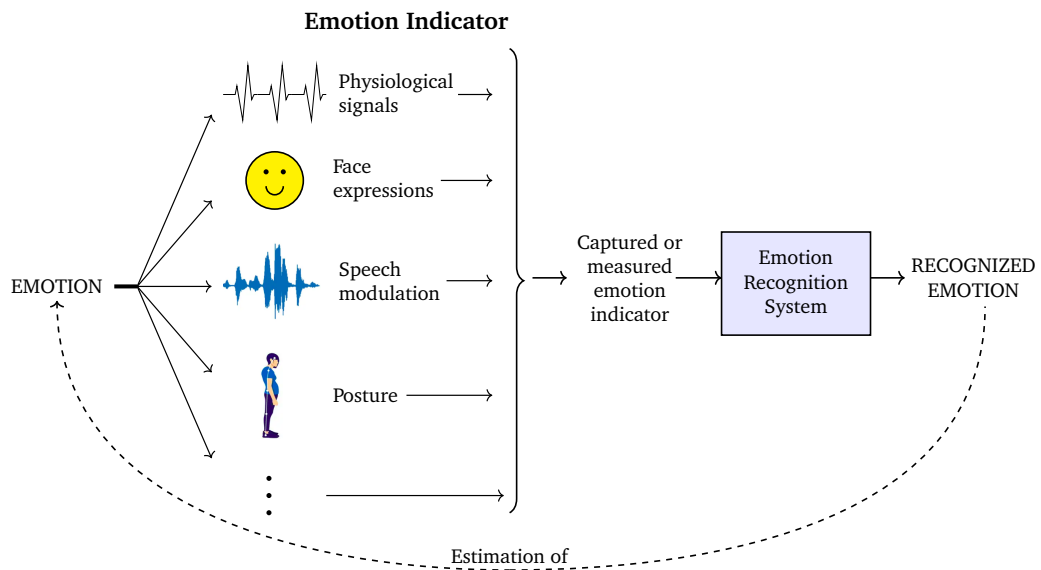 Emotion Indicator
Physiological
signals
Face
expressions
Speech
modulation
Posture
EMOTION
Captured or
measured
emotion
indicator
Emotion
Recognition
System
RECOGNIZED
EMOTION
Estimation of